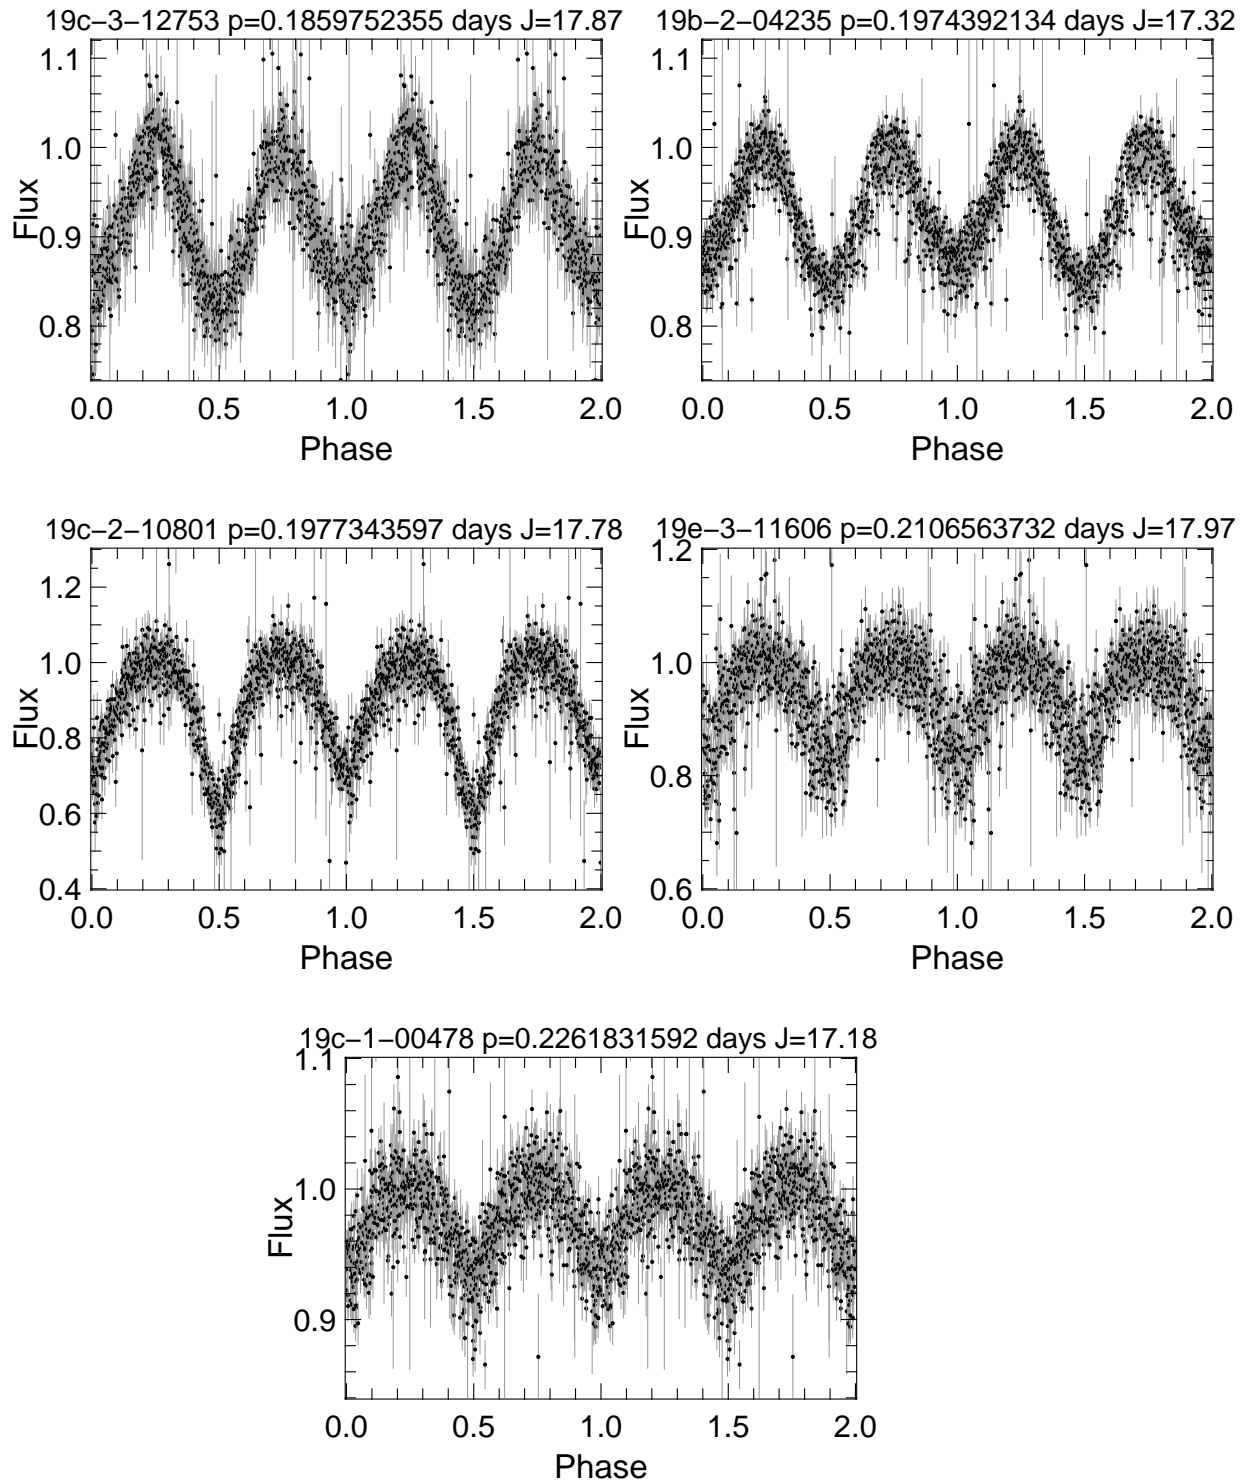 19c-3-12753 p=0.1859752355 days J=17.87
1.1
1.0
0.9
0.8
Flux
0.0 0.5 1.0 1.5 2.0
Phase
19b-2-04235 p=0.1974392134 days J=17.32
1.1
1.0
0.9
0.8
Flux
0.0 0.5 1.0 1.5 2.0
Phase
19c-2-10801 p=0.1977343597 days J=17.78
1.2
1.0
0.8
0.6
0.4
Flux
0.0 0.5 1.0 1.5 2.0
Phase
19e-3-11606 p=0.2106563732 days J=17.97
1.2
1.0
0.8
0.6
Flux
0.0 0.5 1.0 1.5 2.0
Phase
19c-1-00478 p=0.2261831592 days J=17.18
1.1
1.0
0.9
Flux
0.0 0.5 1.0 1.5 2.0
Phase